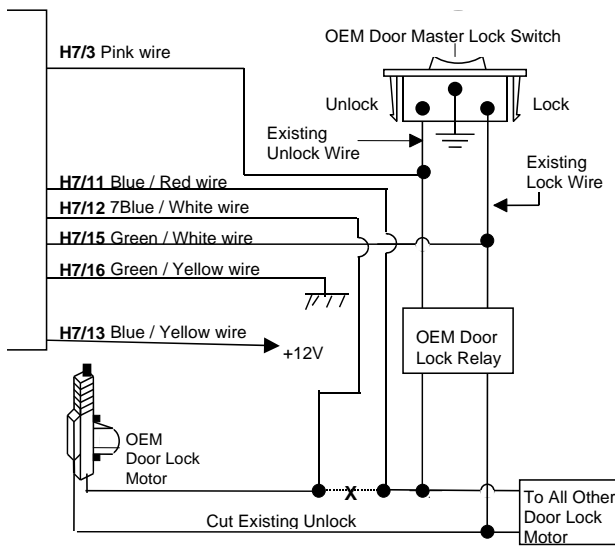 OEM Door Master Lock Switch
H7/3 Pink wire
Unlock
Lock
Existing
Unlock Wire
Existing
Lock Wire
H7/11 Blue / Red wire
H7/12 7Blue / White wire
H7/15 Green / White wire
H7/16 Green / Yellow wire
H7/13 Blue / Yellow wire
+12V
OEM Door
Lock Relay
OEM
Door Lock
Motor
X
Cut Existing Unlock
To All Other
Door Lock
Motor